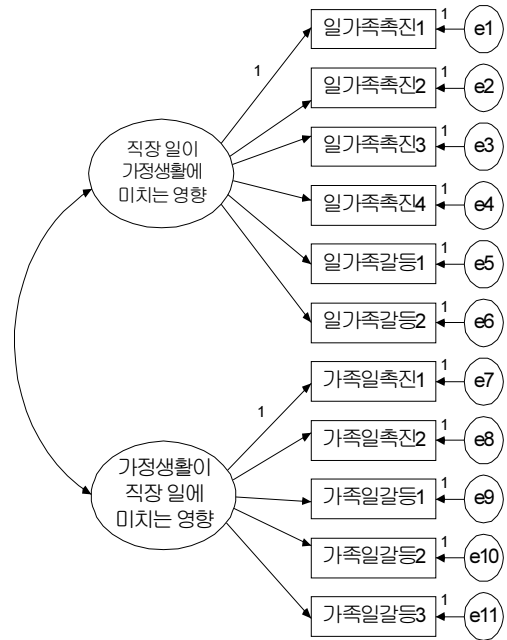 일가족촉진1 1 e1
1
일가족촉진2 1 e2
일가족촉진3 1 e3
직장 일이
가정생활에
미치는 영향
일가족촉진4 1 e4
일가족갈등1 1 e5
일가족갈등2 1 e6
가족일촉진1 1 e7
1
가족일촉진2 1 e8
가정생활이
직장 일에
미치는 영향
가족일갈등1 1 e9
가족일갈등2 1 e10
가족일갈등3 1 e11